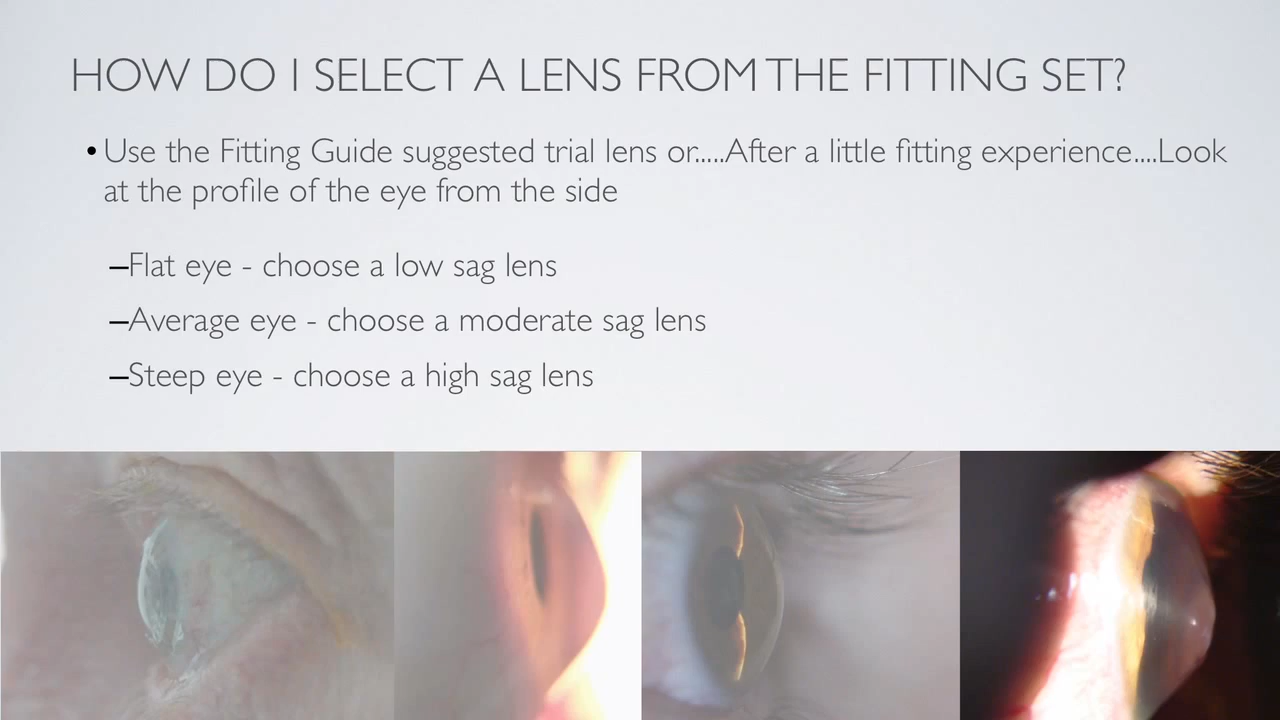 HOW DO I SELECT A LENS FROM THE FITTING SET?
• Use the Fitting Guide suggested trial lens or.....After a little fitting experience....Look
at the profile of the eye from the side
–Flat eye - choose a low sag lens
–Average eye - choose a moderate sag lens
–Steep eye - choose a high sag lens